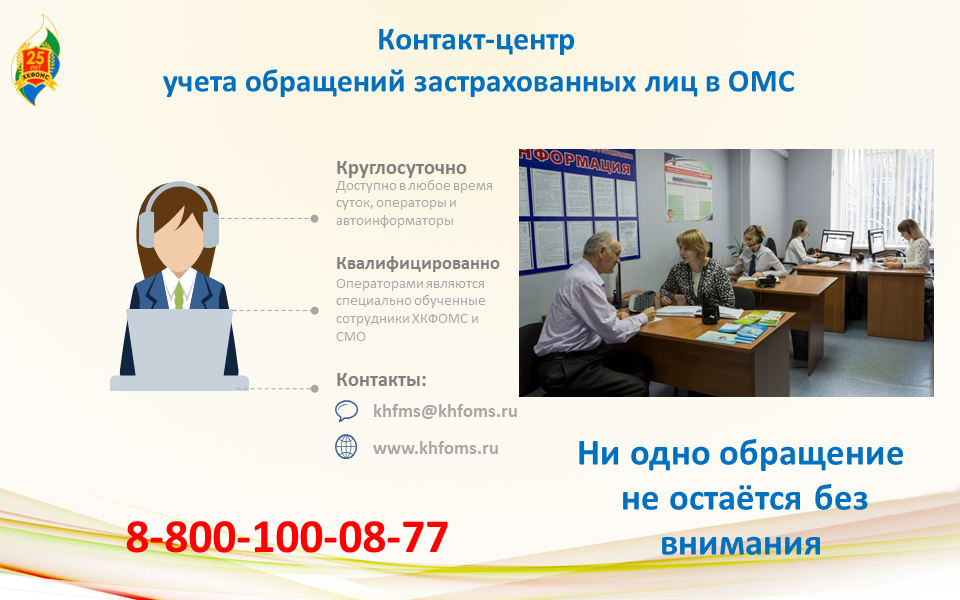 25
ЛЕТ
ХКФОМС
Контакт-центр
учета обращений застрахованных лиц в ОМС
Круглосуточно
Доступно в любое время
суток, операторы и
автоинформаторы
Квалифицированно
Операторами являются
специально обученные
сотрудники ХКФОМС и
СМО
Контакты:
khfms@khfoms.ru
www.khfoms.ru
8-800-100-08-77
НФОРМАЦИЯ
Ни одно обращение
не остаётся без
внимания